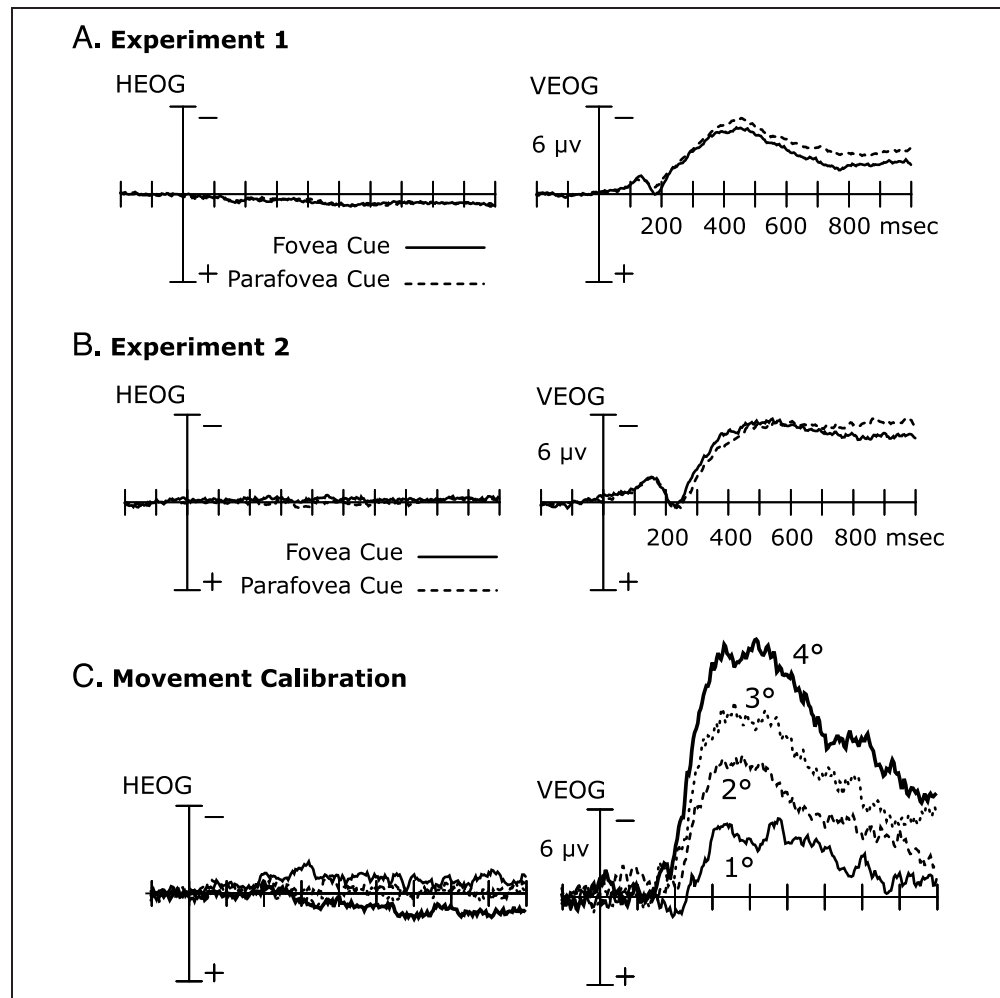 A. Experiment 1
HEOG
VEOG
−
−
6 μv
200 400 600 800 msec
Fovea Cue
+
+
Parafovea Cue
B. Experiment 2
HEOG
VEOG
−
−
6 μv
200 400 600 800 msec
Fovea Cue
+
+
Parafovea Cue
C. Movement Calibration
4°
3°
HEOG
VEOG
2°
−
−
6 μv
1°
+
+